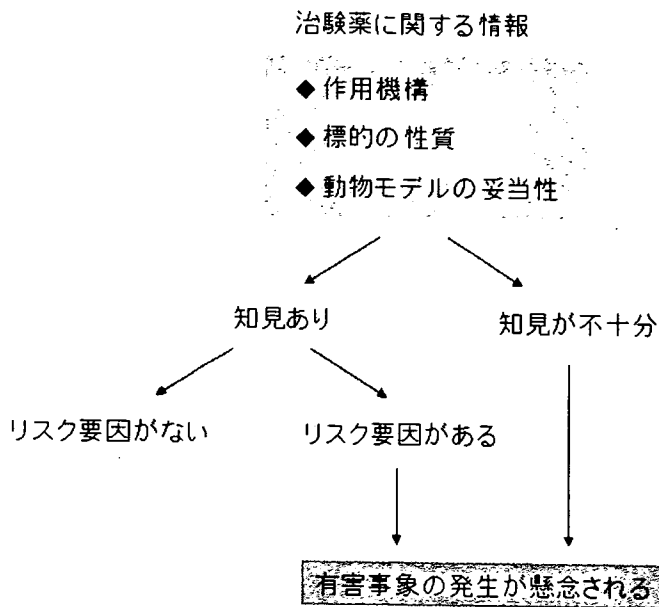 治験薬に関する情報
◆ 作用機構
◆ 標的の性質
◆ 動物モデルの妥当性
知見あり
知見が不十分
リスク要因がない
リスク要因がある
有害事象の発生が懸念される